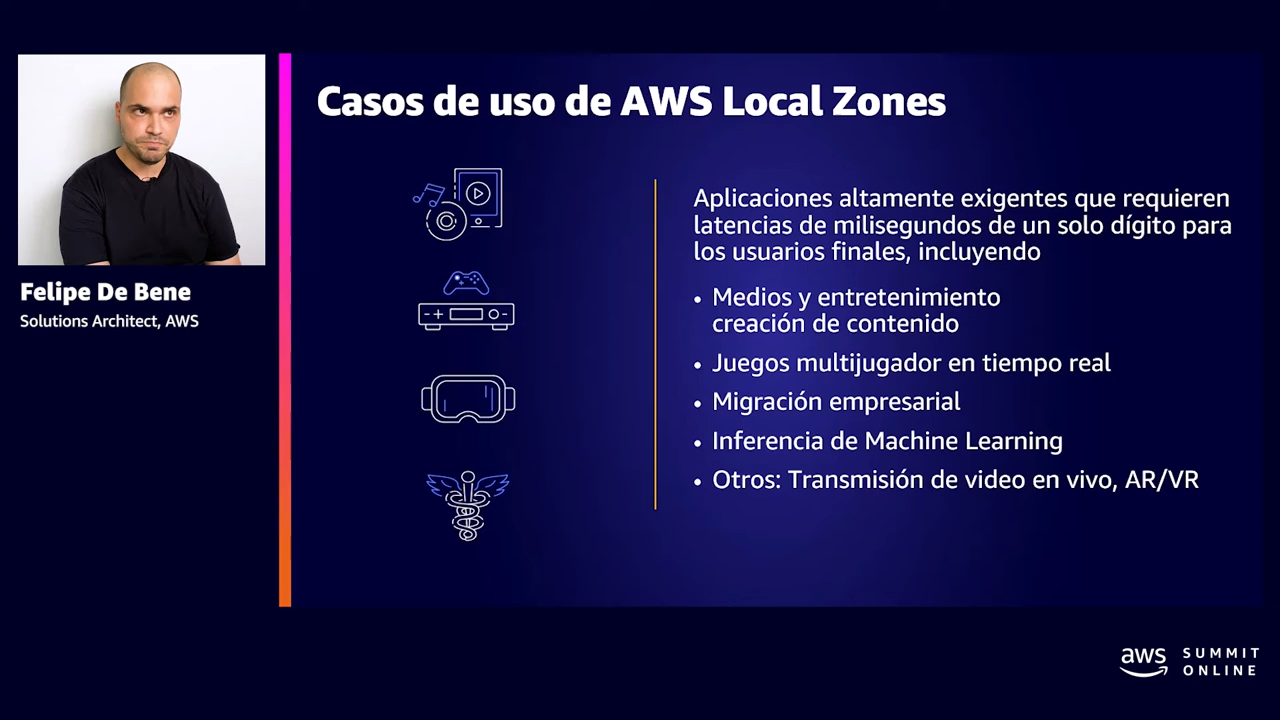 Casos de uso de AWS Local Zones
Felipe De Bene
Solutions Architect, AWS
Aplicaciones altamente exigentes que requieren
latencias de milisegundos de un solo dígito para
los usuarios finales, incluyendo
• Medios y entretenimiento
creación de contenido
• Juegos multijugador en tiempo real
• Migración empresarial
• Inferencia de Machine Learning
• Otros: Transmisión de video en vivo, AR/VR
aws SUMMIT
ONLINE